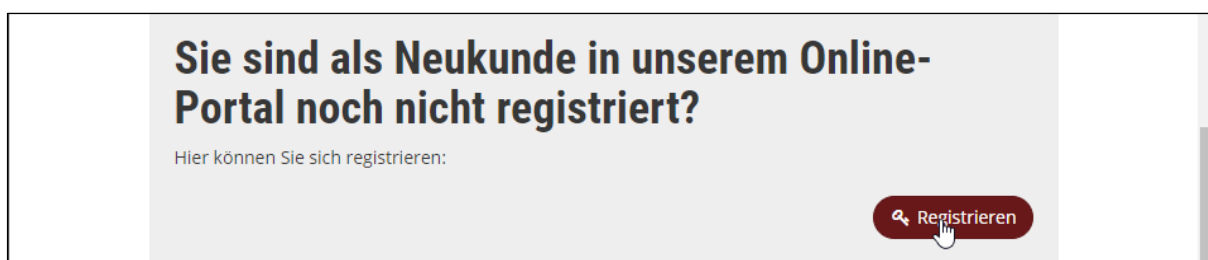 Sie sind als Neukunde in unserem Online-
Portal noch nicht registriert?
Hier können Sie sich registrieren:
Registrieren